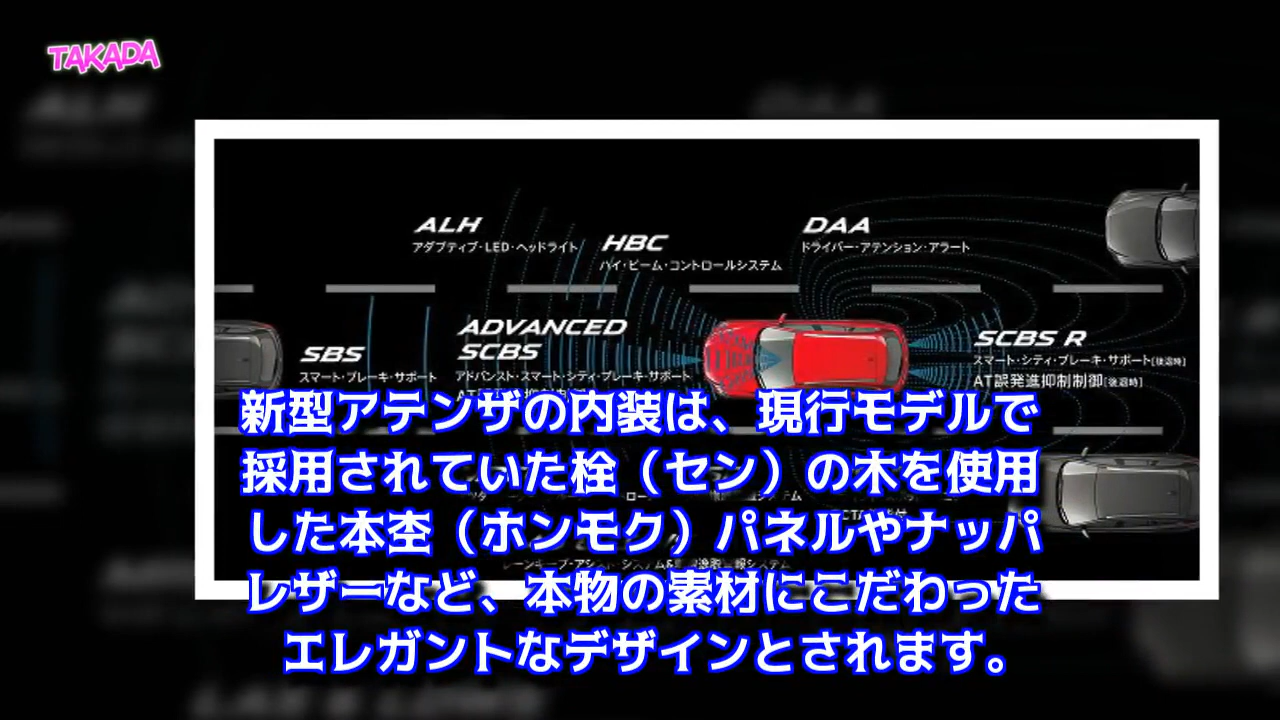 TAKADA
ALH
アダプティブ・LED・ヘッドライト
HBC
ハイ・ビーム・コントロールシステム
DAA
ドライバー・アテンション・アラート
ADVANCED
SCBS
アドバンスト・スマート・シティ・ブレーキ・サポート
SBS
スマート・ブレーキ・サポート
SCBS R
スマート・シティ・ブレーキ・サポート[後退時]
AT誤発進抑制制御[後退時]
新型アテンザの内装は、現行モデルで
採用されていた栓（セン）の木を使用
した本杢（ホンモク）パネルやナッパ
レザーなど、本物の素材にこだわった
エレガントなデザインとされます。